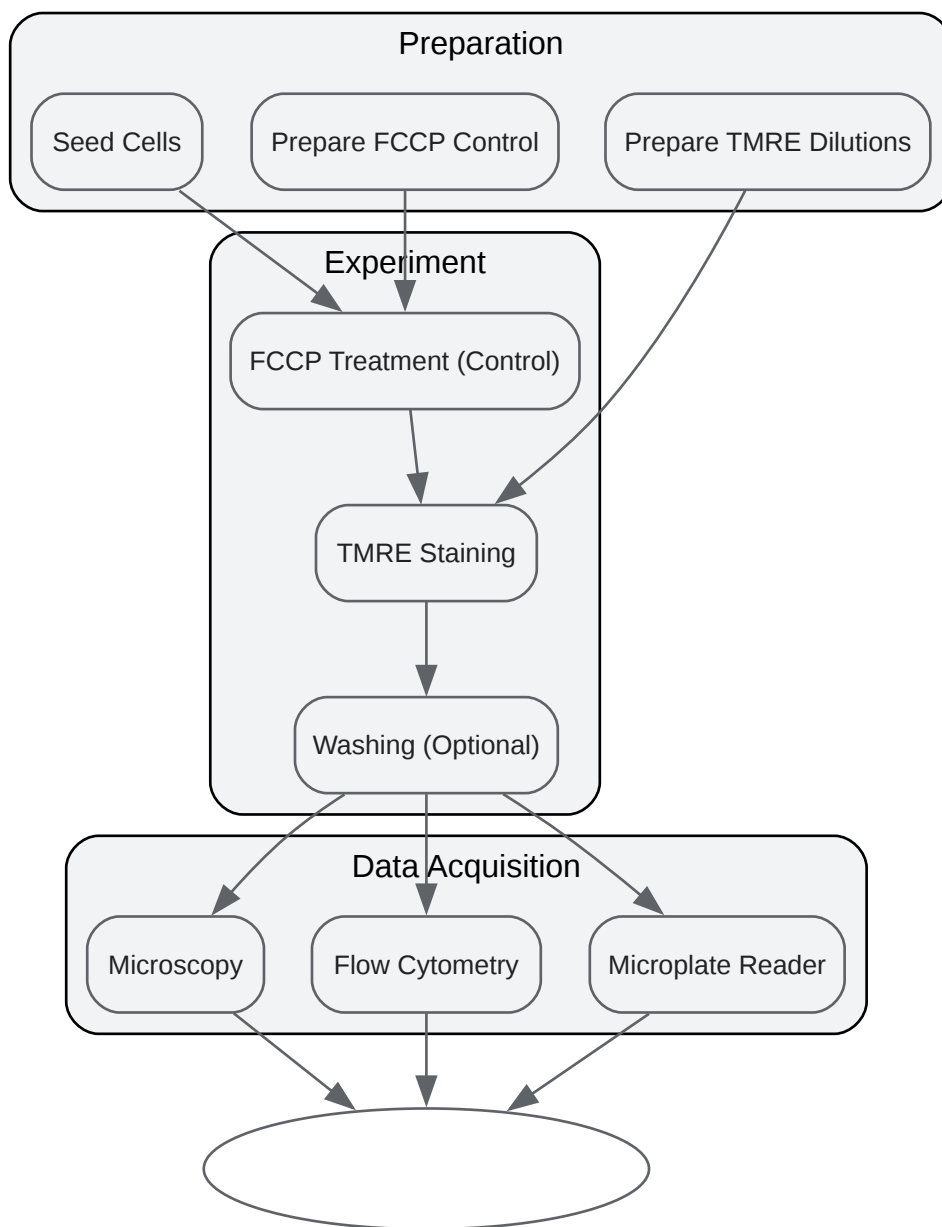 Preparation
Seed Cells
Prepare FCCP Control
Prepare TMRE Dilutions
Experiment
FCCP Treatment (Control)
TMRE Staining
Washing (Optional)
Data Acquisition
Microscopy
Flow Cytometry
Microplate Reader